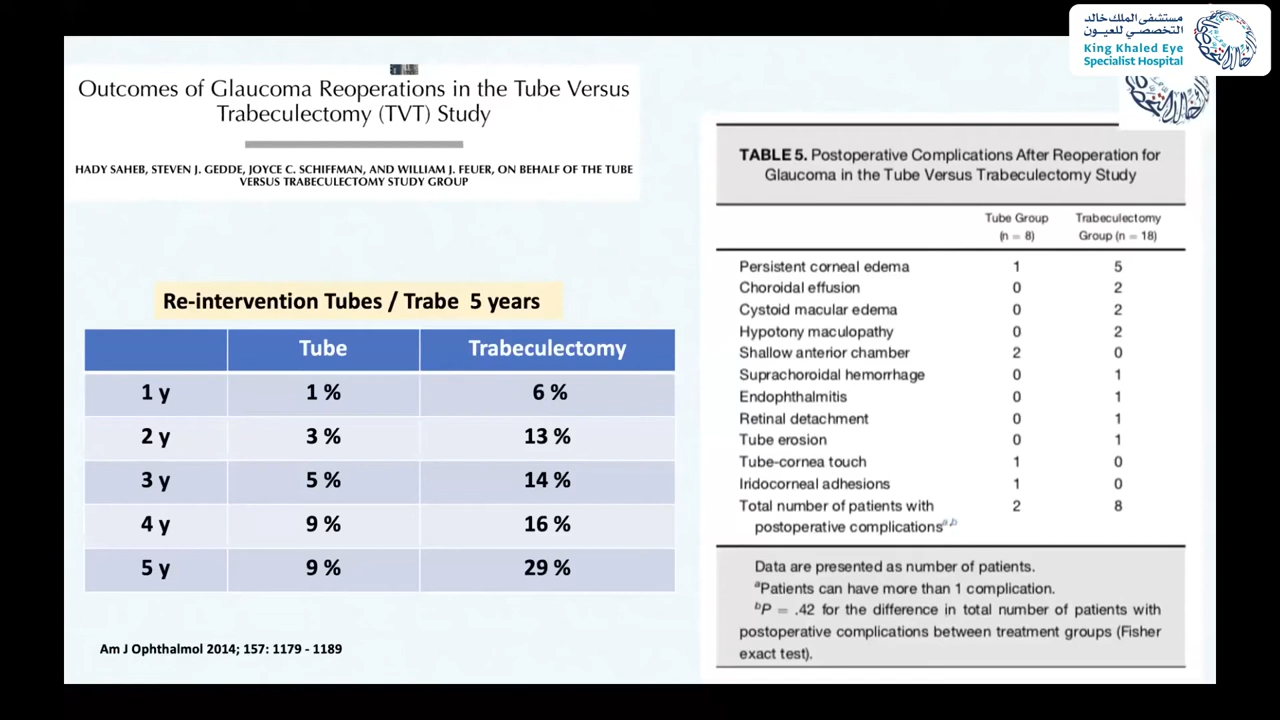 مستشفى الملك خالد
التخصصي للعيون
King Khaled Eye
Specialist Hospital
Outcomes of Glaucoma Reoperations in the Tube Versus
Trabeculectomy (TVT) Study
HADY SAHEB, STEVEN J. GEDDE, JOYCE C. SCHIFFMAN, AND WILLIAM J. FEUER, ON BEHALF OF THE TUBE
VERSUS TRABECULECTOMY STUDY GROUP
Re-intervention Tubes / Trabe 5 years
Tube Trabeculectomy
1 y 1 % 6 %
2 y 3 % 13 %
3 y 5 % 14 %
4 y 9 % 16 %
5 y 9 % 29 %
Am J Ophthalmol 2014; 157: 1179 - 1189
TABLE 5. Postoperative Complications After Reoperation for
Glaucoma in the Tube Versus Trabeculectomy Study
Tube Group Trabeculectomy
(n = 8) Group (n = 18)
Persistent corneal edema 1 5
Choroidal effusion 0 2
Cystoid macular edema 0 2
Hypotony maculopathy 0 2
Shallow anterior chamber 2 0
Suprachoroidal hemorrhage 0 1
Endophthalmitis 0 1
Retinal detachment 0 1
Tube erosion 0 1
Tube-cornea touch 1 0
Iridocorneal adhesions 1 0
Total number of patients with 2 8
postoperative complications a,b
Data are presented as number of patients.
aPatients can have more than 1 complication.
bP = .42 for the difference in total number of patients with
postoperative complications between treatment groups (Fisher
exact test).